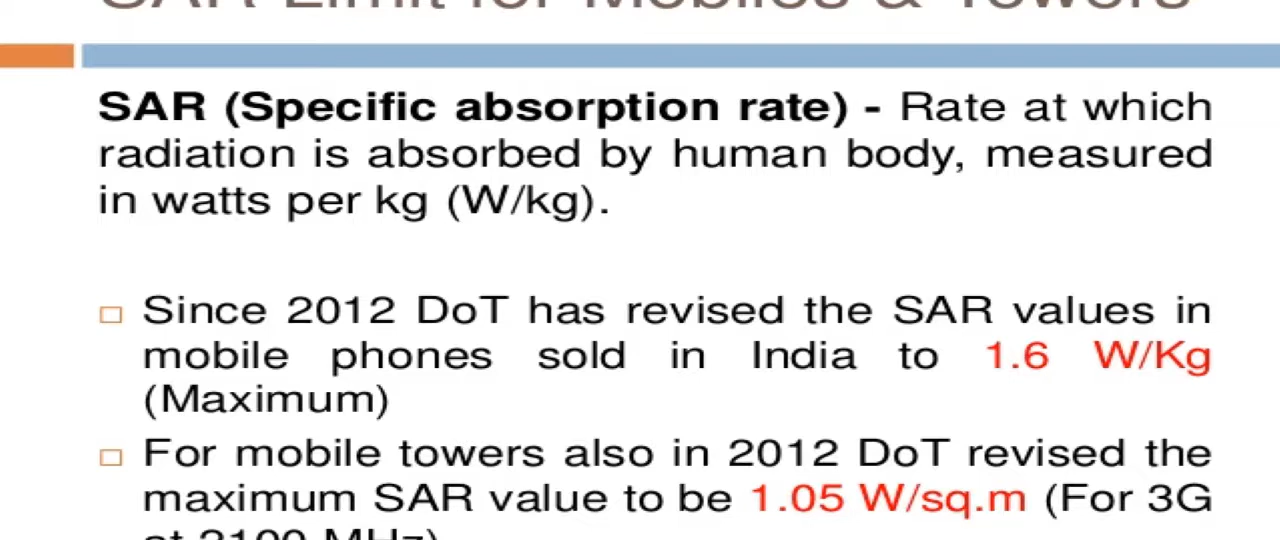 SAR Limit for Mobiles & Towers
SAR (Specific absorption rate) - Rate at which
radiation is absorbed by human body, measured
in watts per kg (W/kg).
Since 2012 DoT has revised the SAR values in
mobile phones sold in India to 1.6 W/Kg
(Maximum)
For mobile towers also in 2012 DoT revised the
maximum SAR value to be 1.05 W/sq.m (For 3G
at 2100 MHz)